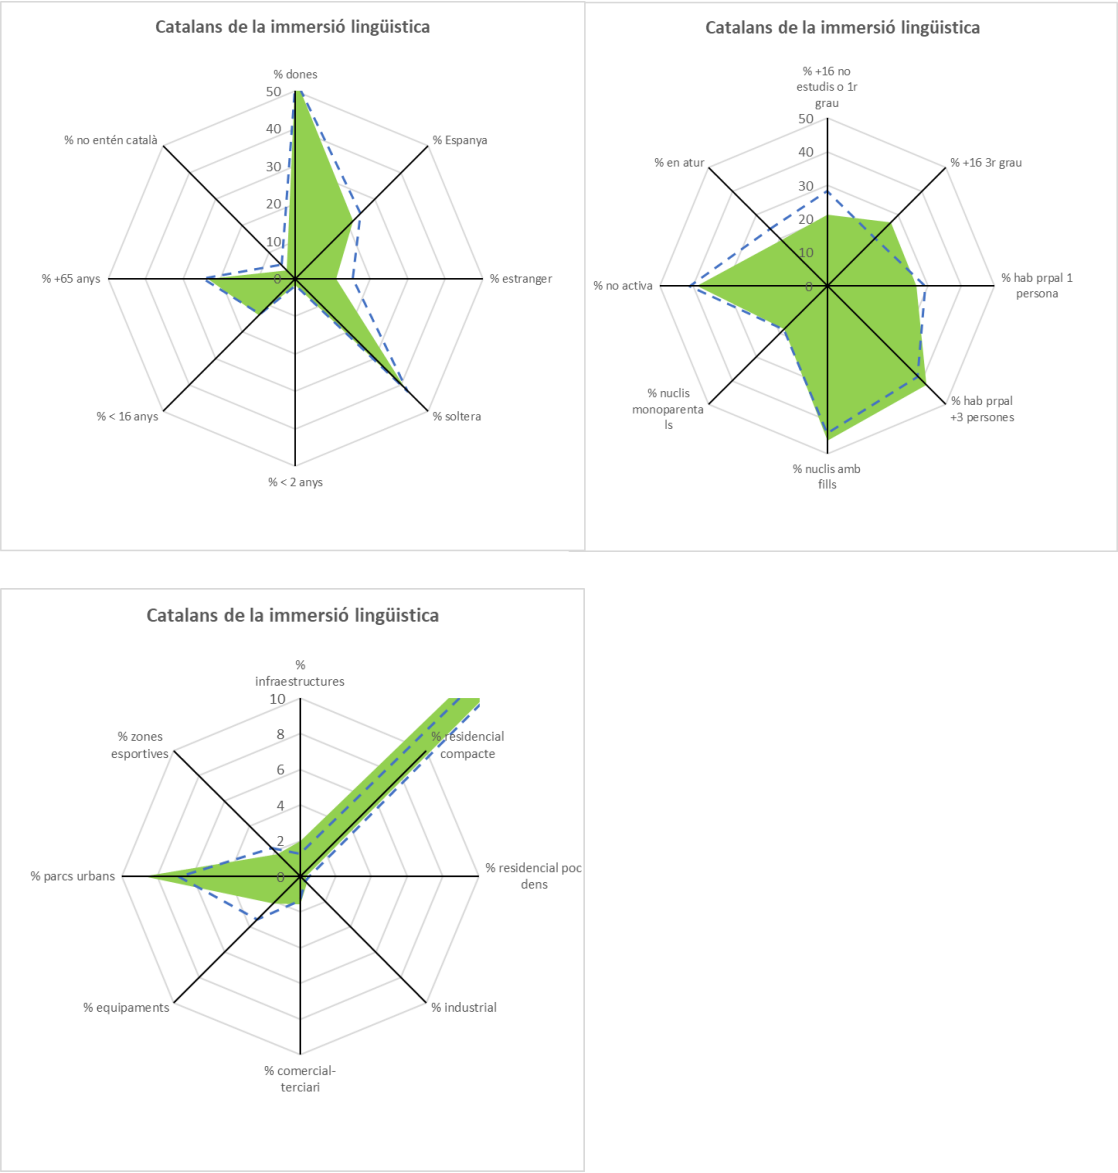 Catalans de la immersió lingüistica
% dones
50
40
30
20
10
0
% Espanya
% estranger
% soltera
% < 2 anys
% < 16 anys
% +65 anys
% no entén català
Catalans de la immersió lingüistica
% +16 no
estudis o 1r
grau
50
40
30
20
10
0
% +16 3r grau
% hab prpal 1
persona
% hab prpal
+3 persones
% nuclis amb
fills
% nuclis
monoparenta
ls
% no activa
% en atur
Catalans de la immersió lingüistica
%
infraestructures
10
8
6
4
2
0
% residencial
compacte
% residencial poc
dens
% industrial
% comercial-
terciari
% equipaments
% parcs urbans
% zones
esportives